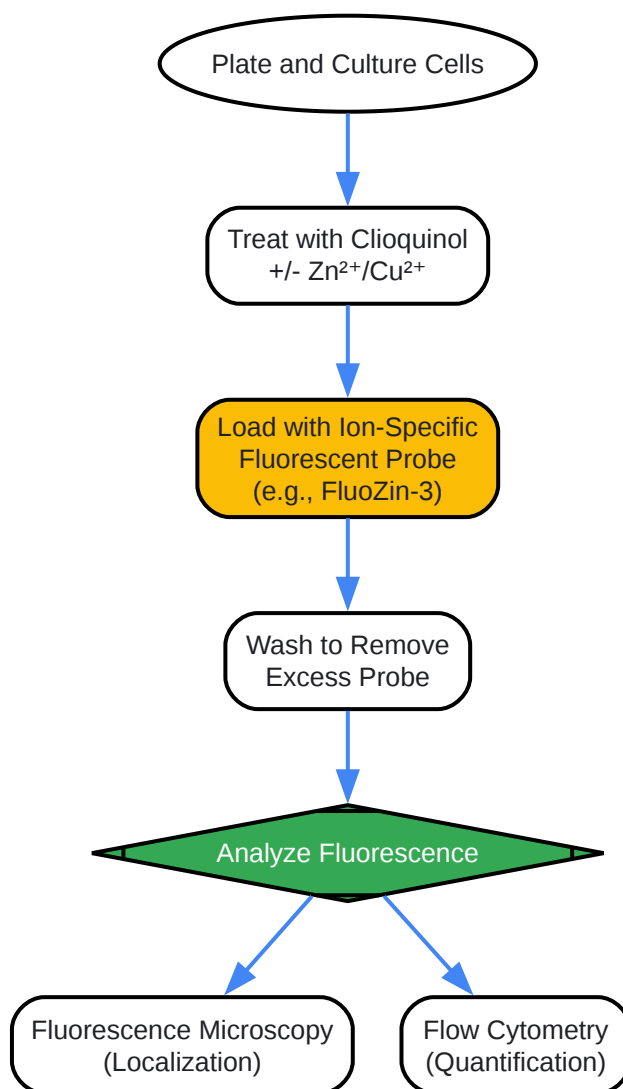 Plate and Culture Cells
Treat with Clioquinol
+/- Zn²⁺/Cu²⁺
Load with Ion-Specific
Fluorescent Probe
(e.g., FluoZin-3)
Wash to Remove
Excess Probe
Analyze Fluorescence
Fluorescence Microscopy
(Localization)
Flow Cytometry
(Quantification)